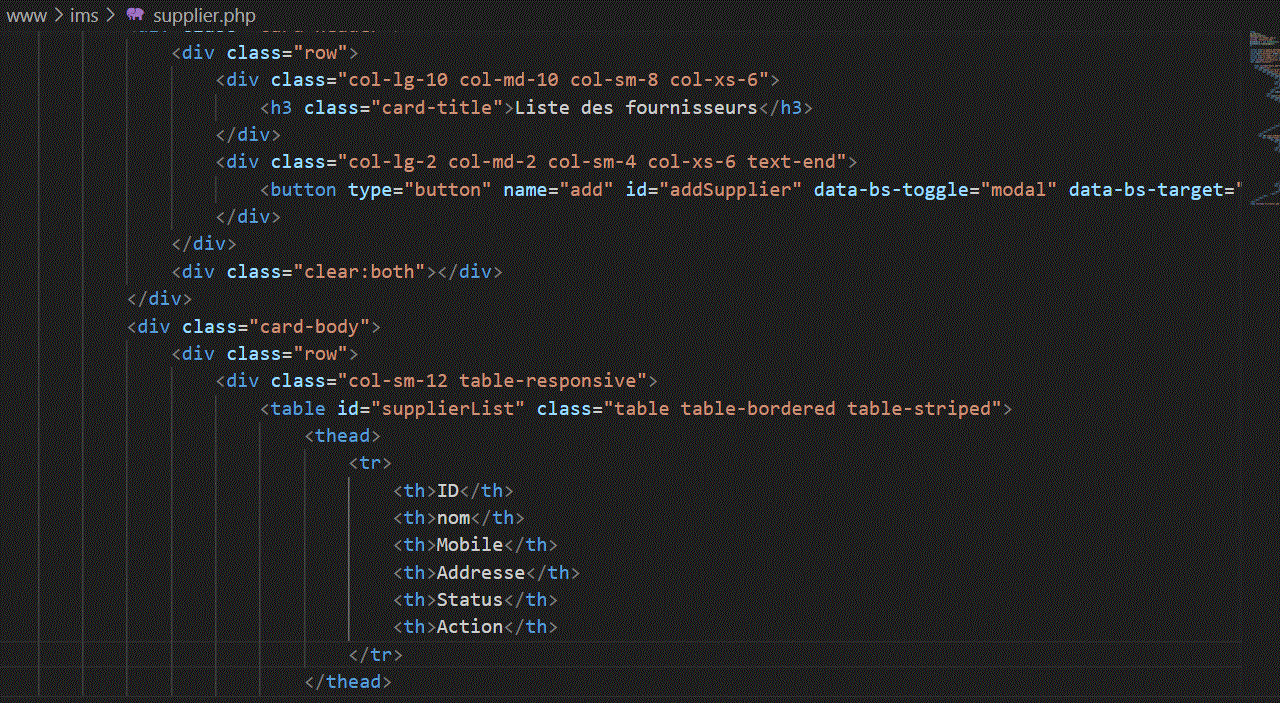 www > ims > supplier.php
<div class="row">
<div class="col-lg-10 col-md-10 col-sm-8 col-xs-6">
<h3 class="card-title">Liste des fournisseurs</h3>
</div>
<div class="col-lg-2 col-md-2 col-sm-4 col-xs-6 text-end">
<button type="button" name="add" id="addSupplier" data-bs-toggle="modal" data-bs-target="
</div>
</div>
<div class="clear:both"></div>
</div>
<div class="card-body">
<div class="row">
<div class="col-sm-12 table-responsive">
<table id="supplierList" class="table table-bordered table-striped">
<thead>
<tr>
<th>ID</th>
<th>nom</th>
<th>Mobile</th>
<th>Addresse</th>
<th>Status</th>
<th>Action</th>
</tr>
</thead>